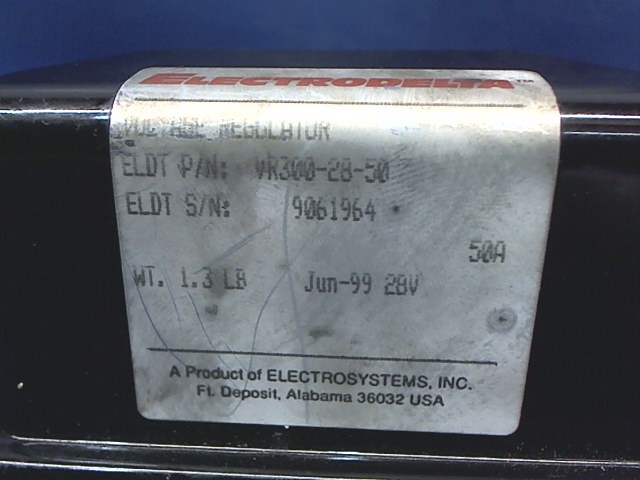 ELECTRODELTA™
VOLTAGE REGULATOR
ELDT P/N: VR300-28-50
ELDT S/N: 9061964
50A
WT. 1.3 LB Jun-99 28V
A Product of ELECTROSYSTEMS, INC.
Ft. Deposit, Alabama 36032 USA